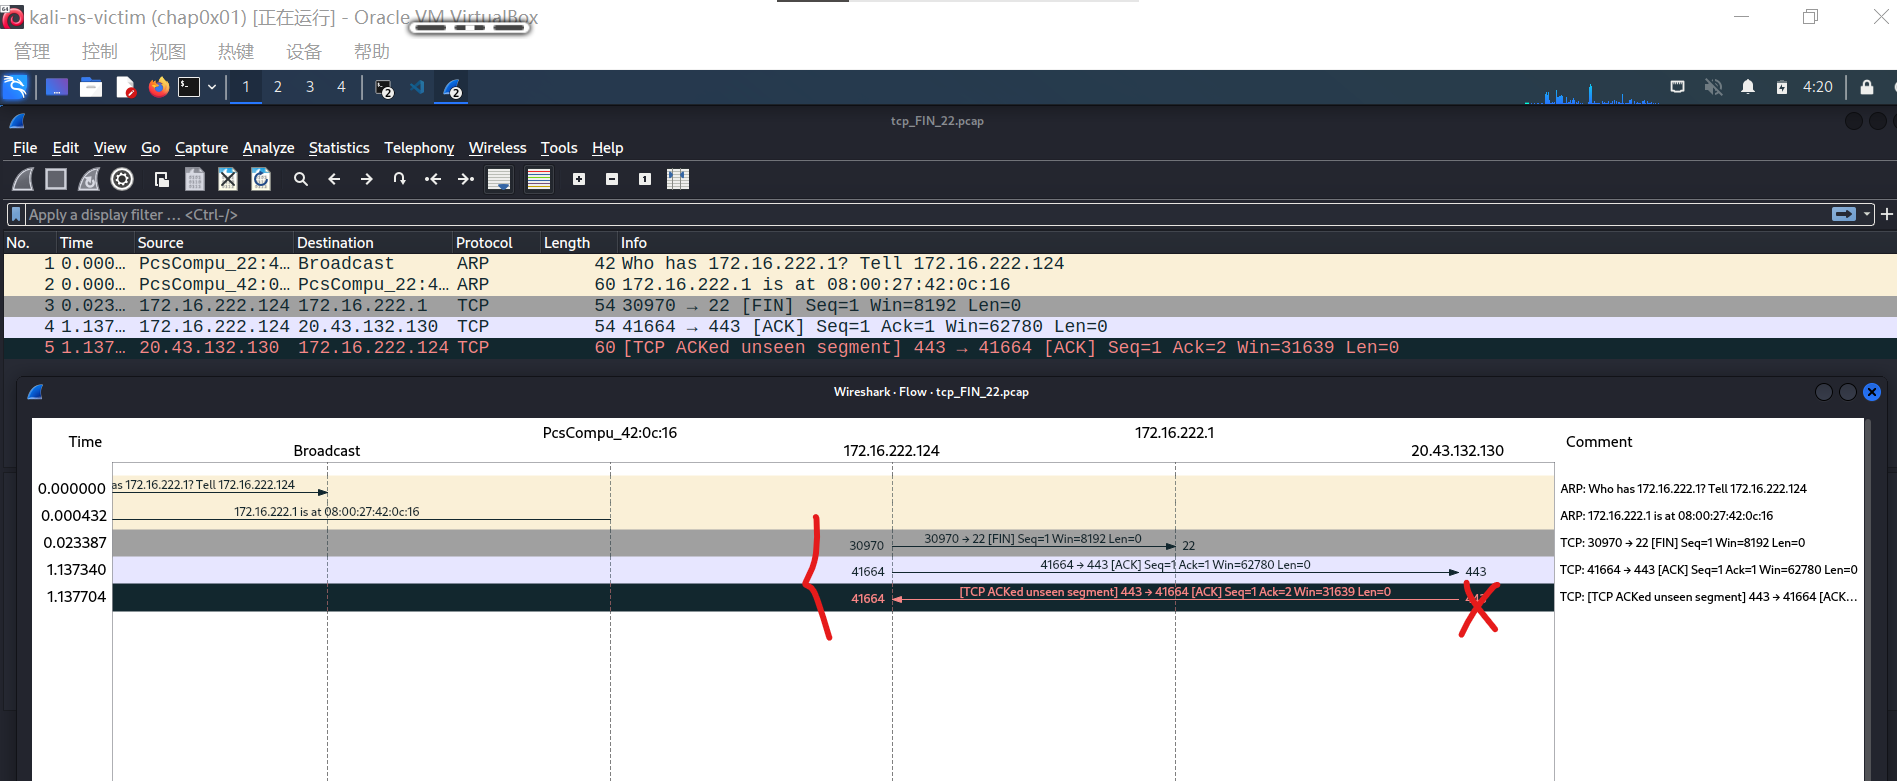 kali-ns-victim (chap0x01) [正在运行] - Oracle VM VirtualBox
管理 控制 视图 热键 设备 帮助
1 2 3 4 2 2 4:20
tcp_FIN_22.pcap
File Edit View Go Capture Analyze Statistics Telephony Wireless Tools Help
Apply a display filter … <Ctrl-/>
No. Time Source Destination Protocol Length Info
1 0.000… PcsCompu_22:4… Broadcast ARP 42 Who has 172.16.222.1? Tell 172.16.222.124
2 0.000… PcsCompu_42:0… PcsCompu_22:4… ARP 60 172.16.222.1 is at 08:00:27:42:0c:16
3 0.023… 172.16.222.124 172.16.222.1 TCP 54 30970 → 22 [FIN] Seq=1 Win=8192 Len=0
4 1.137… 172.16.222.124 20.43.132.130 TCP 54 41664 → 443 [ACK] Seq=1 Ack=1 Win=62780 Len=0
5 1.137… 20.43.132.130 172.16.222.124 TCP 60 [TCP ACKed unseen segment] 443 → 41664 [ACK] Seq=1 Ack=2 Win=31639 Len=0
Wireshark · Flow · tcp_FIN_22.pcap
PcsCompu_42:0c:16 172.16.222.1
Time Broadcast 172.16.222.124 20.43.132.130 Comment
0.000000 as 172.16.222.1? Tell 172.16.222.124 ARP: Who has 172.16.222.1? Tell 172.16.222.124
0.000432 172.16.222.1 is at 08:00:27:42:0c:16 ARP: 172.16.222.1 is at 08:00:27:42:0c:16
0.023387 30970 30970 → 22 [FIN] Seq=1 Win=8192 Len=0 22 TCP: 30970 → 22 [FIN] Seq=1 Win=8192 Len=0
1.137340 41664 41664 → 443 [ACK] Seq=1 Ack=1 Win=62780 Len=0 443 TCP: 41664 → 443 [ACK] Seq=1 Ack=1 Win=62780 Len=0
1.137704 41664 [TCP ACKed unseen segment] 443 → 41664 [ACK] Seq=1 Ack=2 Win=31639 Len=0 443 TCP: [TCP ACKed unseen segment] 443 → 41664 [ACK…